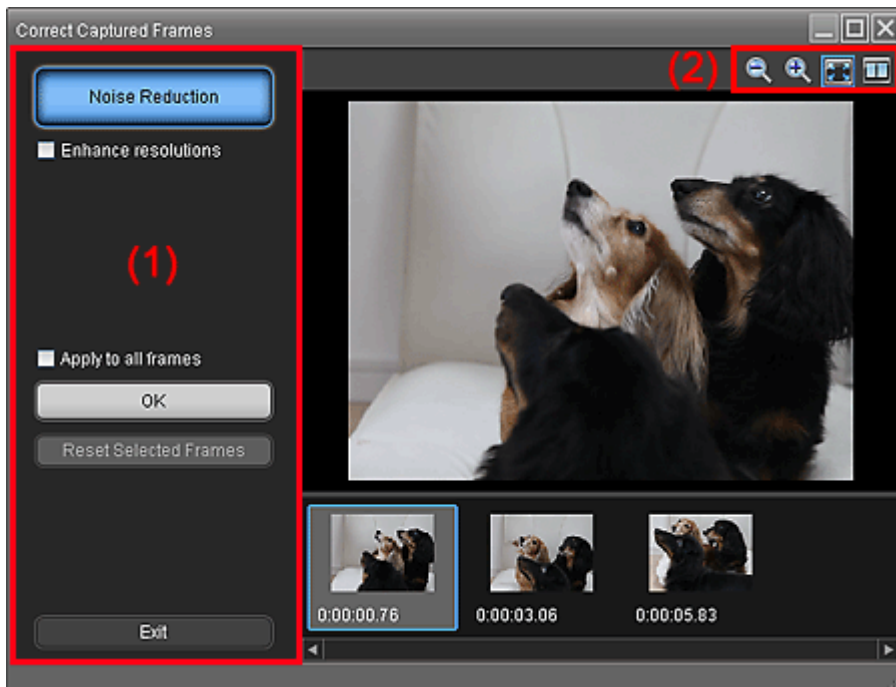 Correct Captured Frames
(2)
Noise Reduction
Enhance resolutions
(1)
Apply to all frames
OK
Reset Selected Frames
0:00:00.76
0:00:03.06
0:00:05.83
Exit